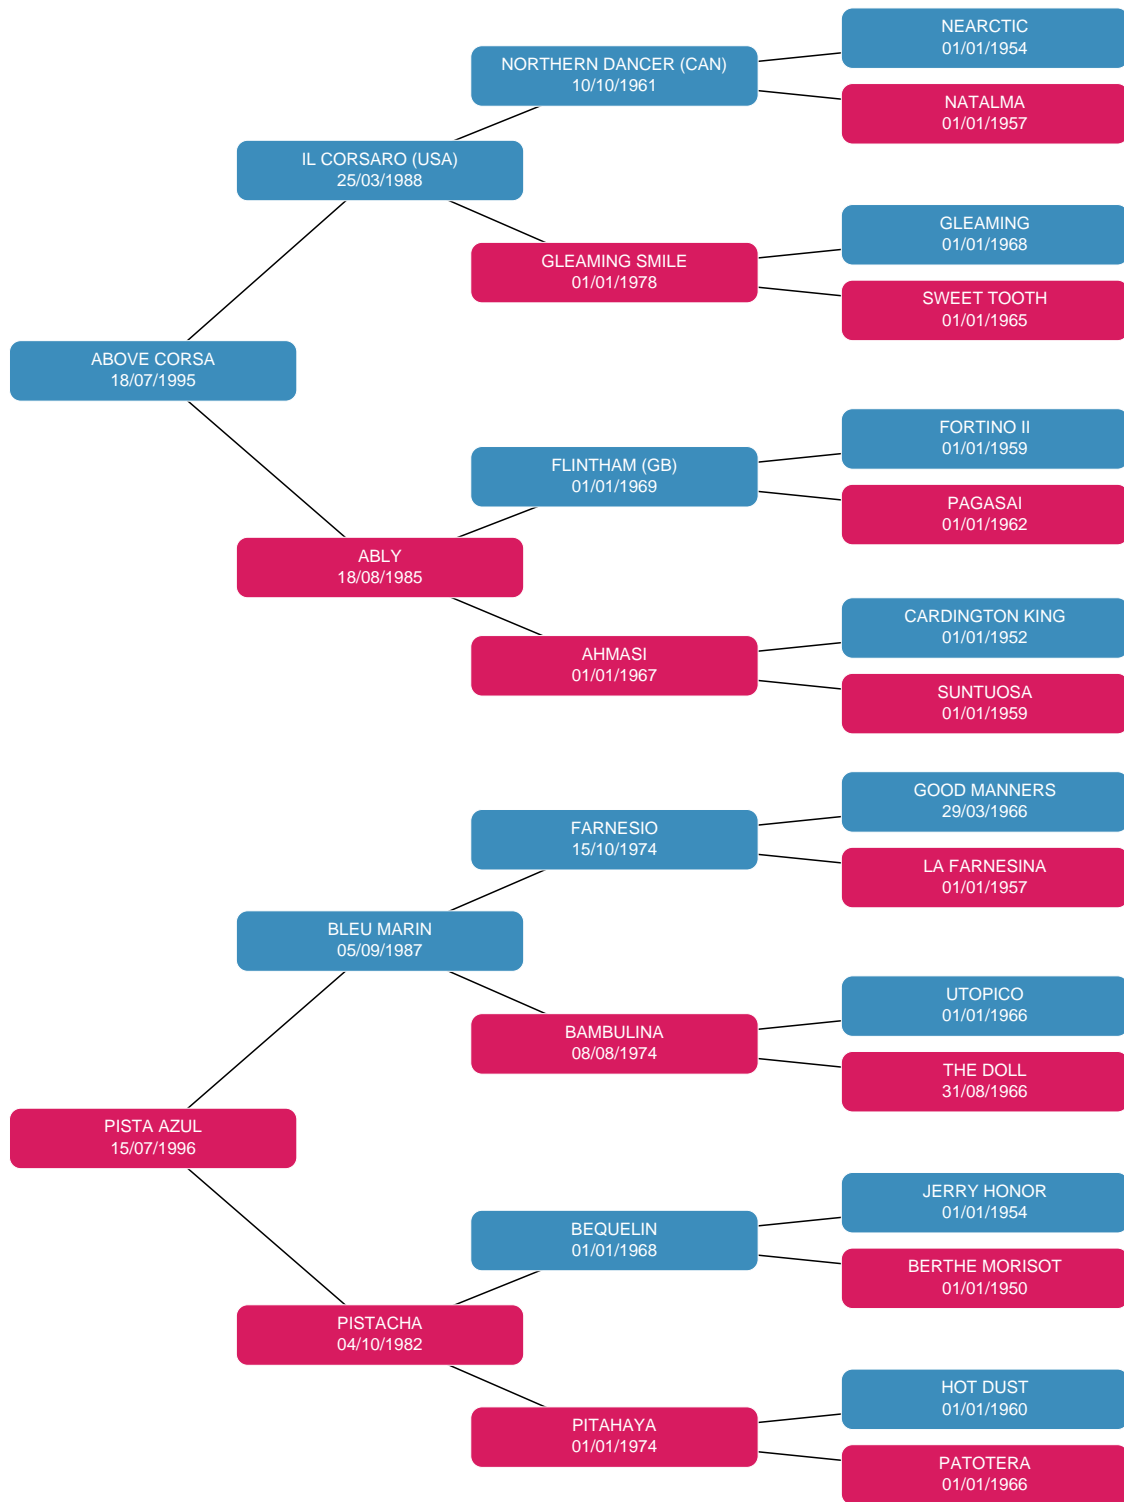 NEARCTIC
01/01/1954
NORTHERN DANCER (CAN)
10/10/1961
NATALMA
01/01/1957
IL CORSARO (USA)
25/03/1988
GLEAMING
01/01/1968
GLEAMING SMILE
01/01/1978
SWEET TOOTH
01/01/1965
ABOVE CORSA
18/07/1995
FORTINO II
01/01/1959
FLINTHAM (GB)
01/01/1969
PAGASAI
01/01/1962
ABLY
18/08/1985
CARDINGTON KING
01/01/1952
AHMASI
01/01/1967
SUNTUOSA
01/01/1959
GOOD MANNERS
29/03/1966
FARNESIO
15/10/1974
LA FARNESINA
01/01/1957
BLEU MARIN
05/09/1987
UTOPICO
01/01/1966
BAMBULINA
08/08/1974
THE DOLL
31/08/1966
PISTA AZUL
15/07/1996
JERRY HONOR
01/01/1954
BEQUELIN
01/01/1968
BERTHE MORISOT
01/01/1950
PISTACHA
04/10/1982
HOT DUST
01/01/1960
PITAHAYA
01/01/1974
PATOTERA
01/01/1966